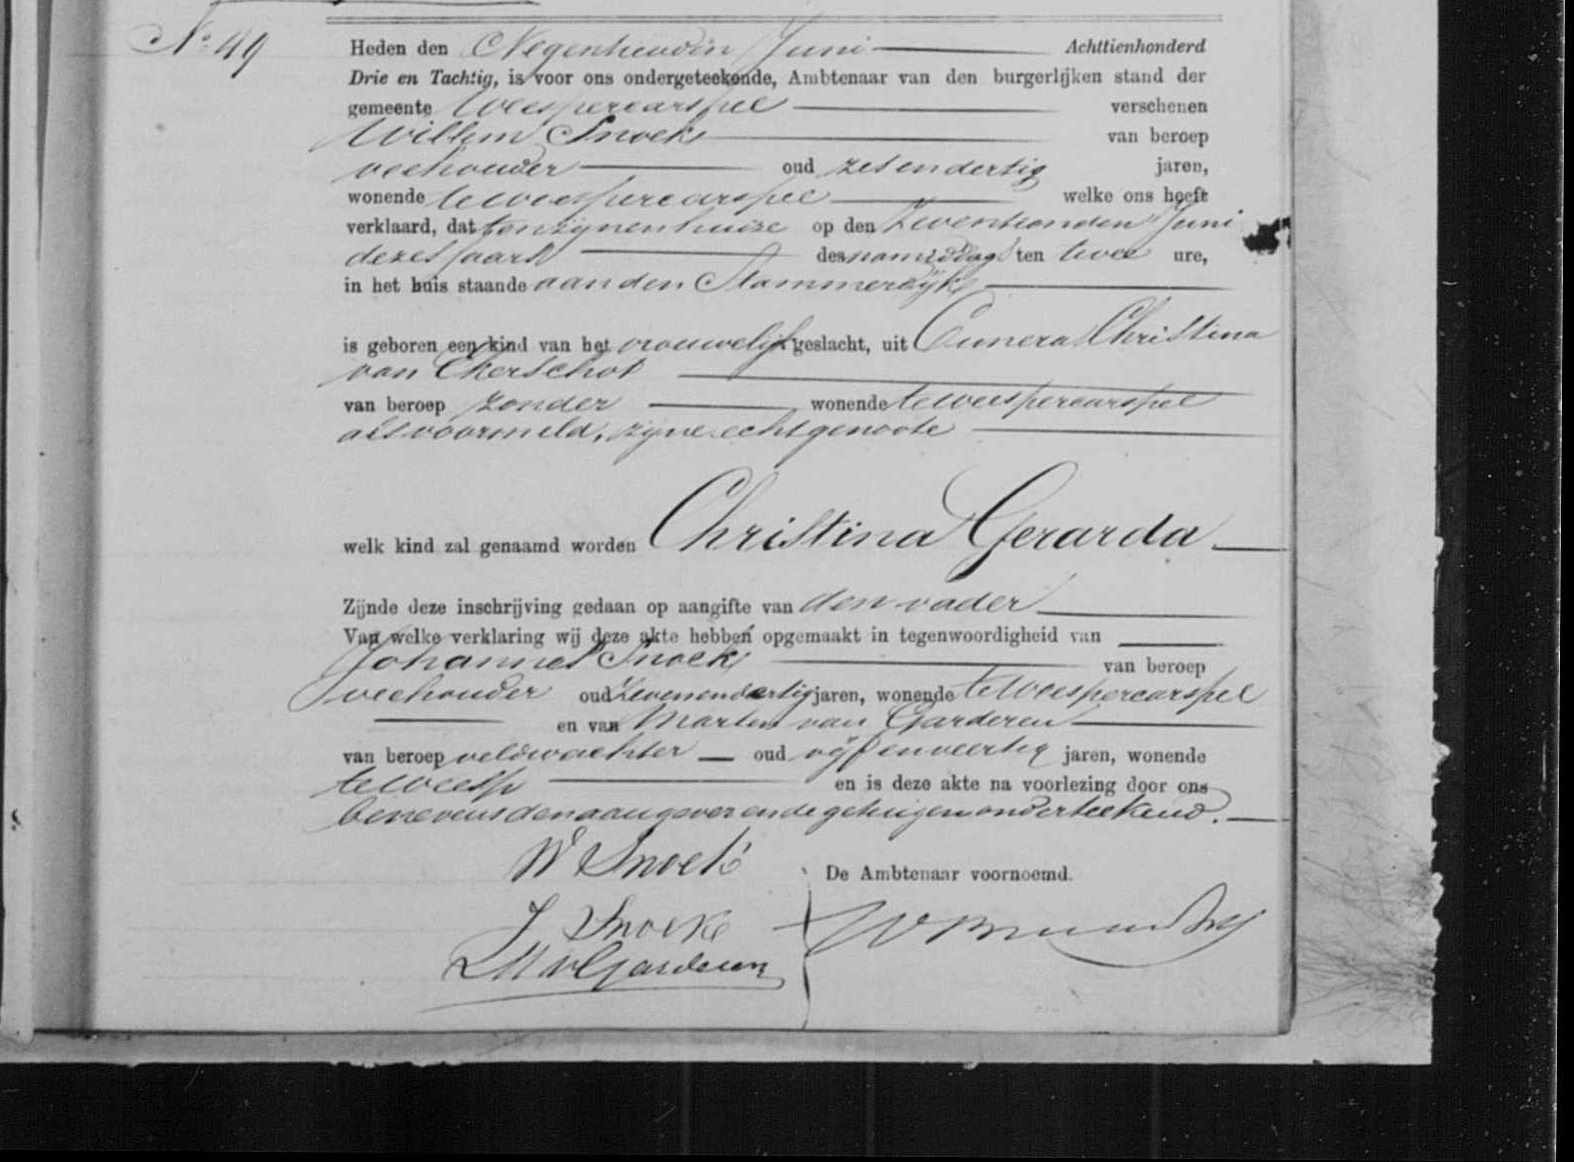 No. 49
Heden den Negentienden Juni Achttienhonderd
Drie en Tachtig, is voor ons ondergeteekende, Ambtenaar van den burgerlijken stand der
gemeente Weespercarspel verschenen
Willem Snoek van beroep
veehouder oud zesendertig jaren,
wonende te Weespercarspel welke ons heeft
verklaard, dat ten zijnen huize op den Zeventienden Juni
dezes jaars des namiddags ten twee ure,
in het huis staande aan den Stammerdijk
is geboren een kind van het vrouwelijk geslacht, uit Cunera Christina
van Ekerschot
van beroep zonder wonende te Weespercarspel
als voormeld, zijne echtgenoote
welk kind zal genaamd worden Christina Gerarda
Zijnde deze inschrijving gedaan op aangifte van den vader
Van welke verklaring wij deze akte hebben opgemaakt in tegenwoordigheid van
Johannes Snoek van beroep
veehouder oud zevenendertig jaren, wonende te Weespercarspel
en van Marten van Garderen
van beroep veldwachter oud vijfenveertig jaren, wonende
te Weesp en is deze akte na voorlezing door ons
benevens den aangever en de getuigen onderteekend.
W Snoek
De Ambtenaar voornoemd.
J Snoek
M v Garderen